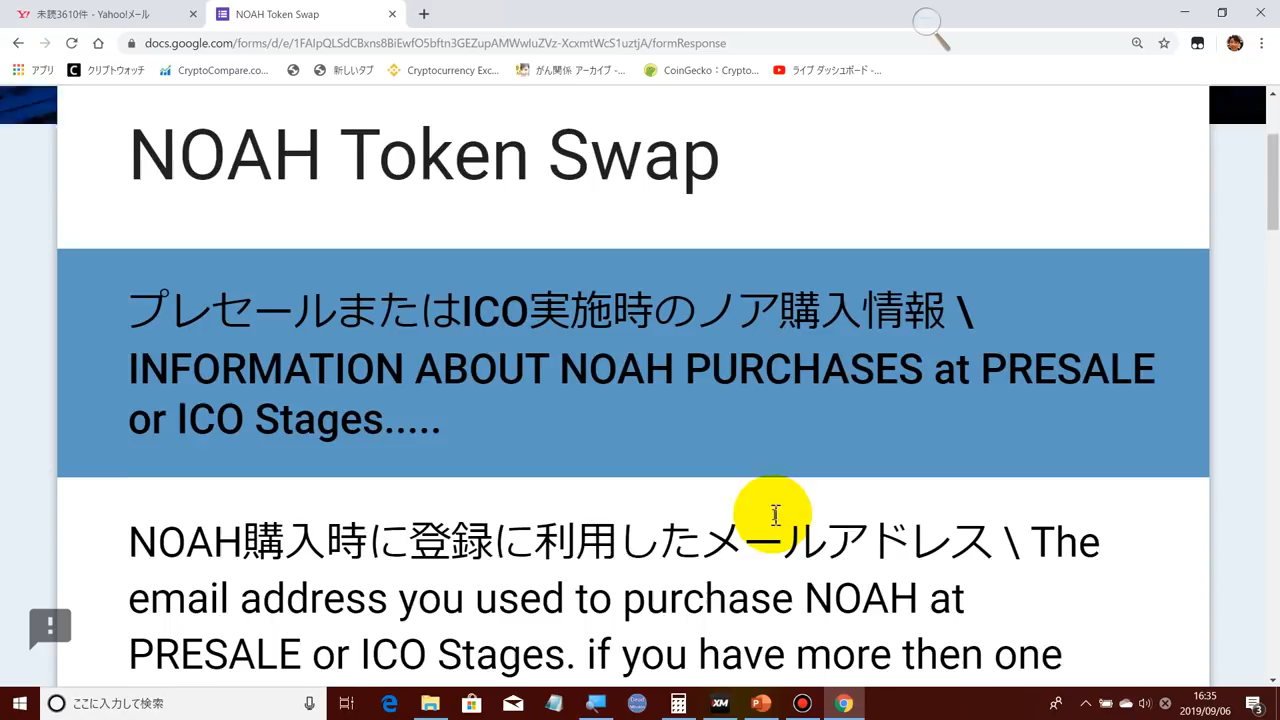 未読3610件 - Yahoo!メール
NOAH Token Swap
docs.google.com/forms/d/e/1FAIpQLSdCBxns8BiEwfO5bftn3GEZupAMWwIuZVz-XcxmtWcS1uztjA/formResponse
アプリ
クリプトウォッチ
CryptoCompare.co...
新しいタブ
Cryptocurrency Exc...
がん関係 アーカイブ - ...
CoinGecko：Crypto...
ライブ ダッシュボード - ...
NOAH Token Swap
プレセールまたはICO実施時のノア購入情報 \
INFORMATION ABOUT NOAH PURCHASES at PRESALE
or ICO Stages.....
NOAH購入時に登録に利用したメールアドレス \ The
email address you used to purchase NOAH at
PRESALE or ICO Stages. if you have more then one
ここに入力して検索
XM
16:35
2019/09/06
3